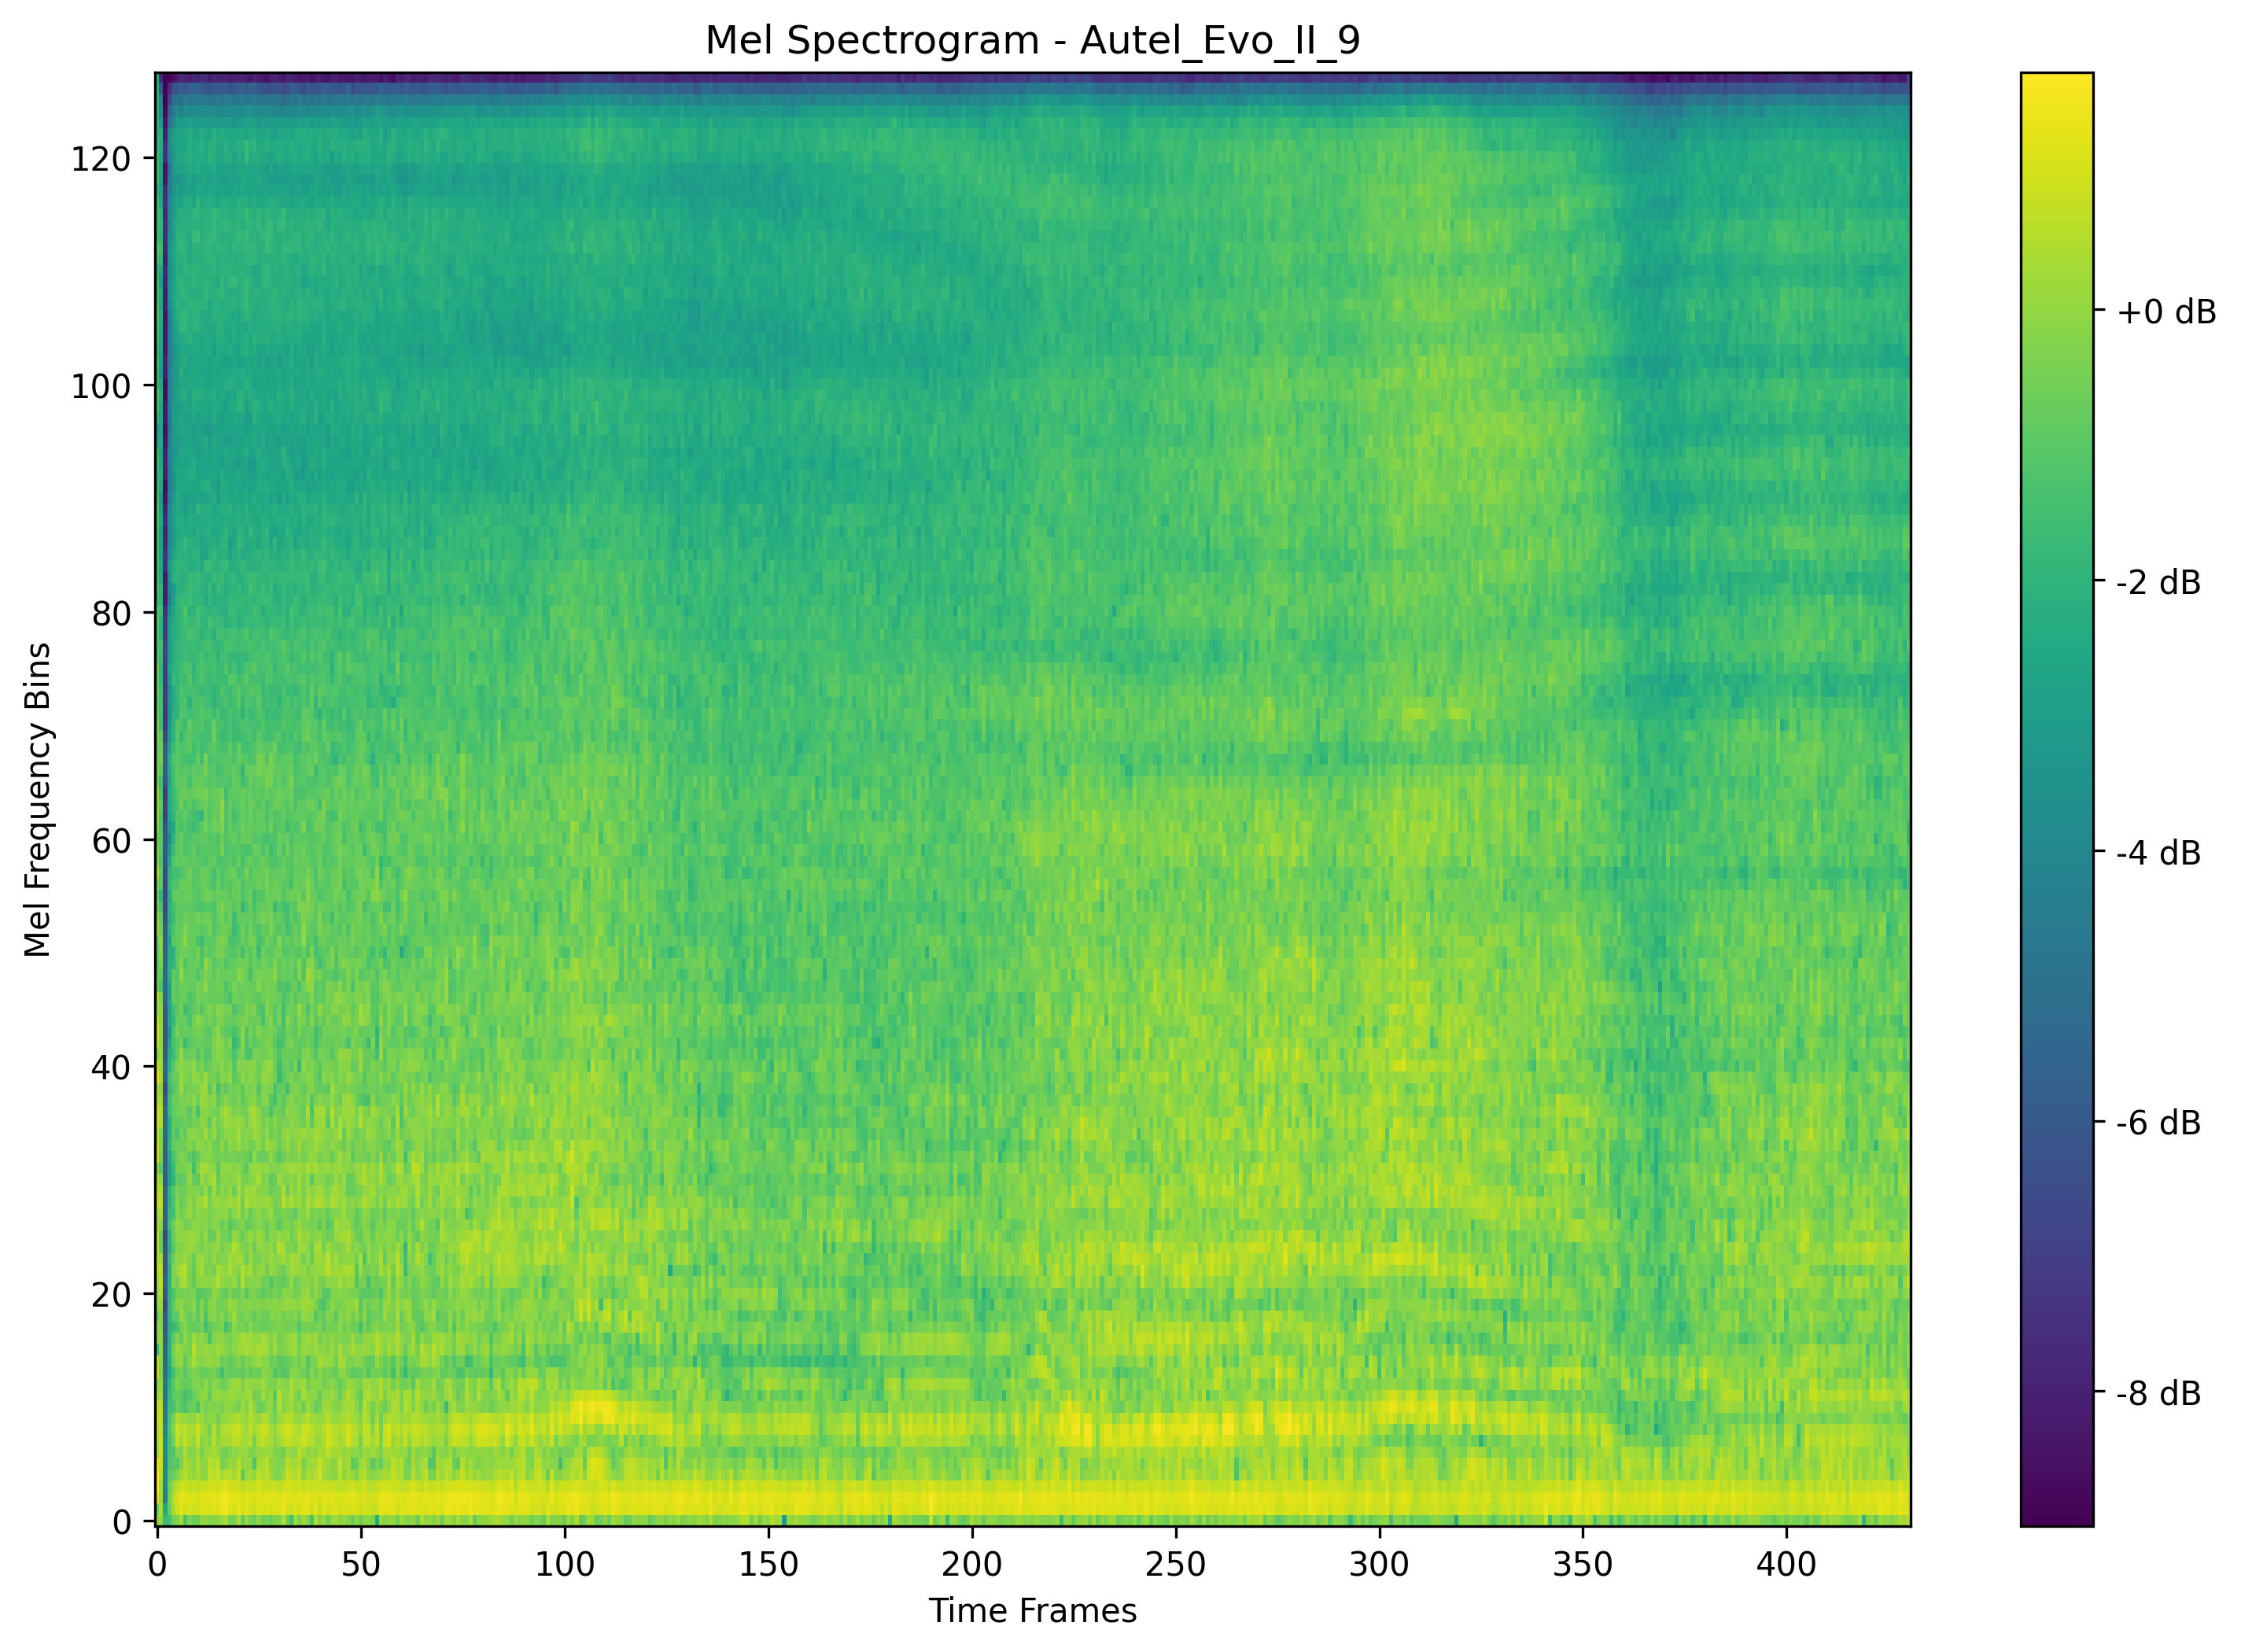 Mel Spectrogram - Autel_Evo_II_9
120
100
80
60
40
20
0
Mel Frequency Bins
0 50 100 150 200 250 300 350 400
Time Frames
+0 dB
-2 dB
-4 dB
-6 dB
-8 dB